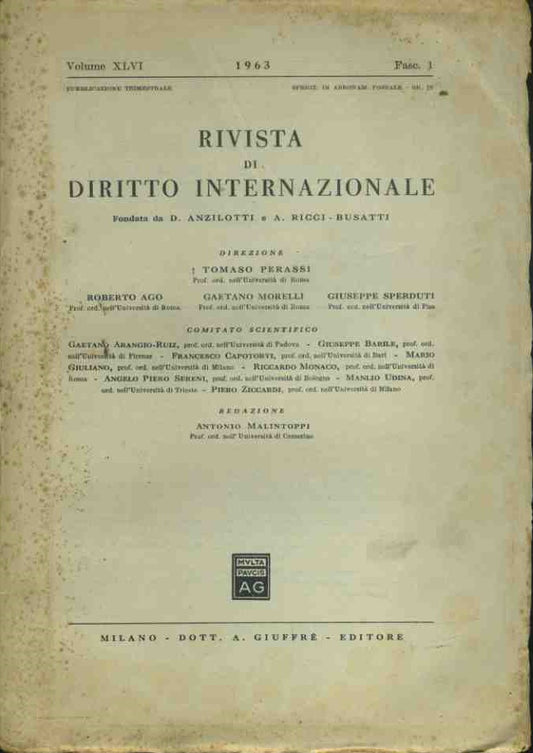 Volume XLVI 1963 Fasc. 1
PUBBLICAZIONE TRIMESTRALE SPEDIZ. IN ABBONAM. POSTALE - GR. IV
RIVISTA
DI
DIRITTO INTERNAZIONALE
Fondata da D. ANZILOTTI e A. RICCI-BUSATTI
DIREZIONE
† TOMASO PERASSI
Prof. ord. nell'Università di Roma
ROBERTO AGO GAETANO MORELLI GIUSEPPE SPERDUTI
Prof. ord. nell'Università di Roma Prof. ord. nell'Università di Roma Prof. ord. nell'Università di Pisa
COMITATO SCIENTIFICO
GAETANO ARANGIO-RUIZ, prof. ord. nell'Università di Padova - GIUSEPPE BARILE, prof. ord.
nell'Università di Firenze - FRANCESCO CAPOTORTI, prof. ord. nell'Università di Bari - MARIO
GIULIANO, prof. ord. nell'Università di Milano - RICCARDO MONACO, prof. ord. nell'Università di
Roma - ANGELO PIERO SERENI, prof. ord. nell'Università di Bologna - MANLIO UDINA, prof.
ord. nell'Università di Trieste - PIERO ZICCARDI, prof. ord. nell'Università di Milano
REDAZIONE
ANTONIO MALINTOPPI
Prof. ord. nell'Università di Camerino
MVLTA
PAVCIS
AG
MILANO - DOTT. A. GIUFFRÈ - EDITORE